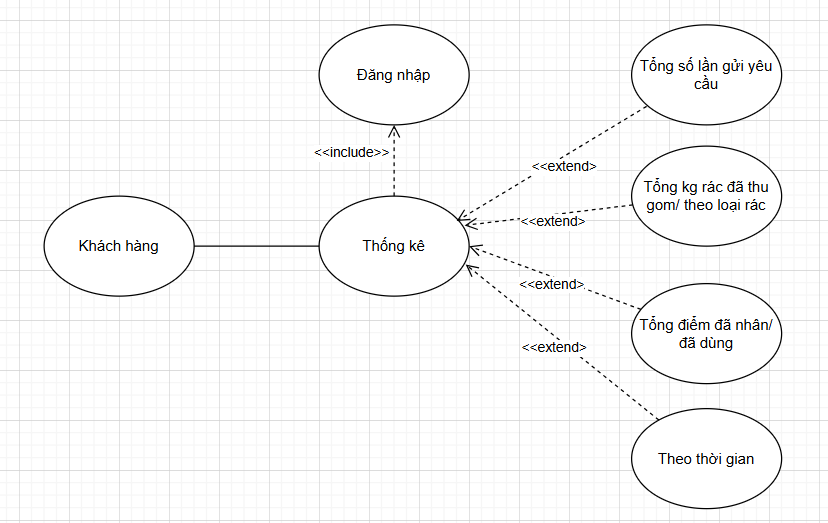 Đăng nhập
<<include>>
Khách hàng
Thống kê
Tổng số lần gửi yêu
cầu
<<extend>
Tổng kg rác đã thu
gom/ theo loại rác
<<extend>
<<extend>
Tổng điểm đã nhân/
đã dùng
<<extend>
Theo thời gian